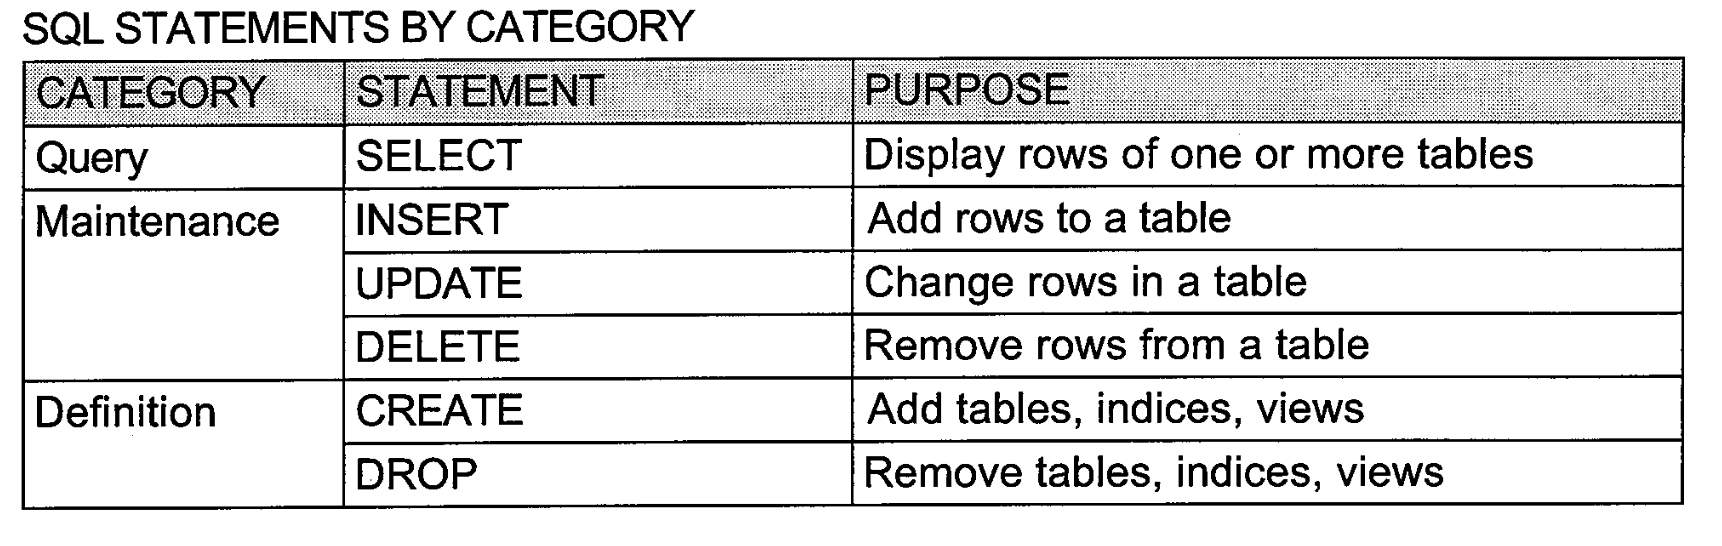 SQL STATEMENTS BY CATEGORY
CATEGORY STATEMENT PURPOSE
Query SELECT Display rows of one or more tables
Maintenance INSERT Add rows to a table
UPDATE Change rows in a table
DELETE Remove rows from a table
Definition CREATE Add tables, indices, views
DROP Remove tables, indices, views